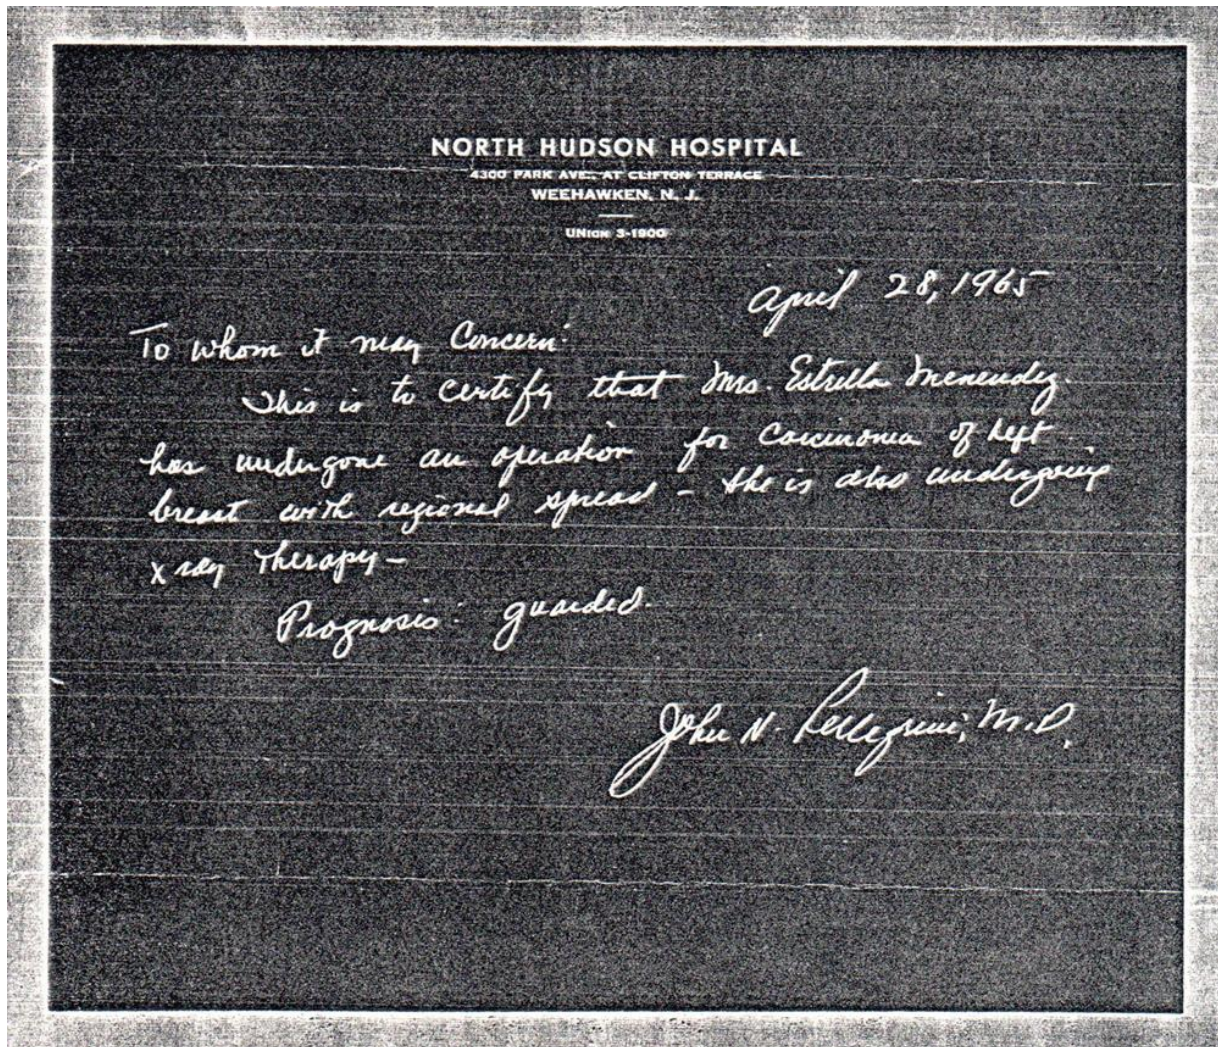 NORTH HUDSON HOSPITAL
4300 PARK AVE., AT CLIFTON TERRACE
WEEHAWKEN, N. J.
UNION 3-1900
April 28, 1965
To whom it may Concern:
This is to certify that Mrs. Estrella Menendez.
has undergone an operation for carcinoma of left
breast with regional spread - she is also undergoing
x ray therapy-
Prognosis: guarded.
John N. Pellegrini, M.D.